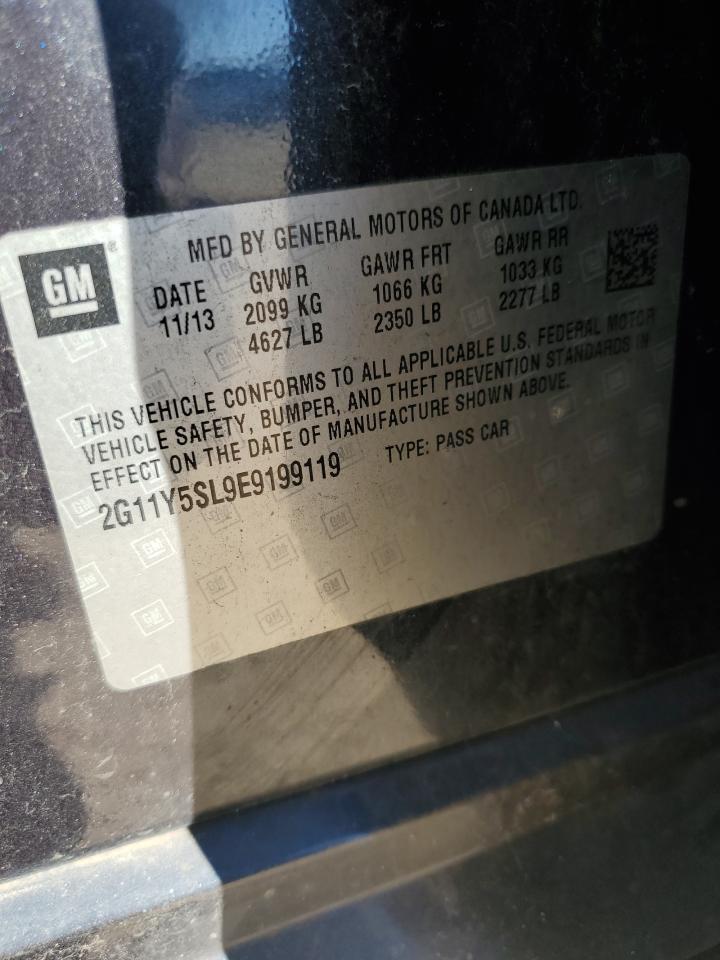 GM
®
MFD BY GENERAL MOTORS OF CANADA LTD.
DATE GVWR GAWR FRT GAWR RR
11/13 2099 KG 1066 KG 1033 KG
4627 LB 2350 LB 2277 LB
THIS VEHICLE CONFORMS TO ALL APPLICABLE U.S. FEDERAL MOTOR
VEHICLE SAFETY, BUMPER, AND THEFT PREVENTION STANDARDS IN
EFFECT ON THE DATE OF MANUFACTURE SHOWN ABOVE.
2G11Y5SL9E9199119 TYPE: PASS CAR